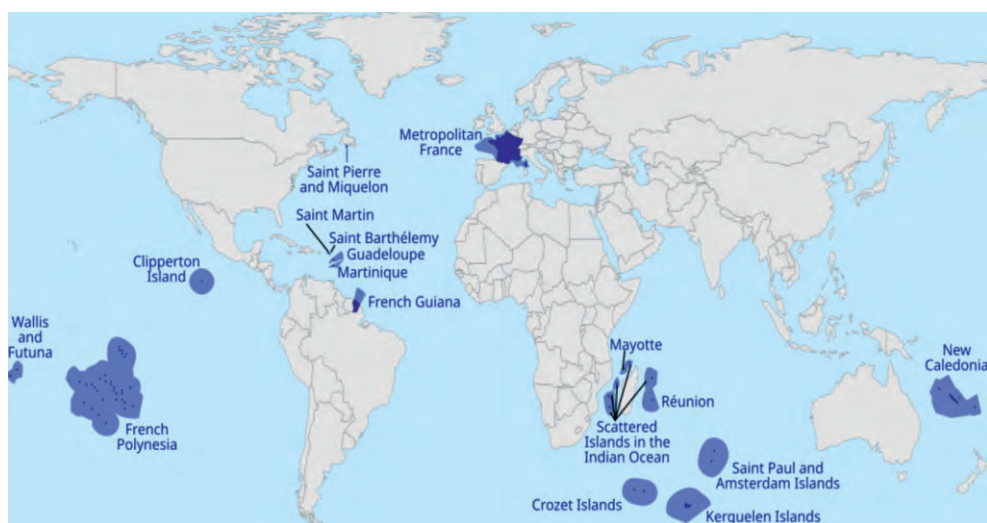 Metropolitan
France
Saint Pierre
and Miquelon
Saint Martin
Saint Barthélemy
Guadeloupe
Martinique
Clipperton
Island
French Guiana
Wallis
and
Futuna
French
Polynesia
Mayotte
New
Caledonia
Réunion
Scattered
Islands in the
Indian Ocean
Saint Paul and
Amsterdam Islands
Crozet Islands
Kerguelen Islands